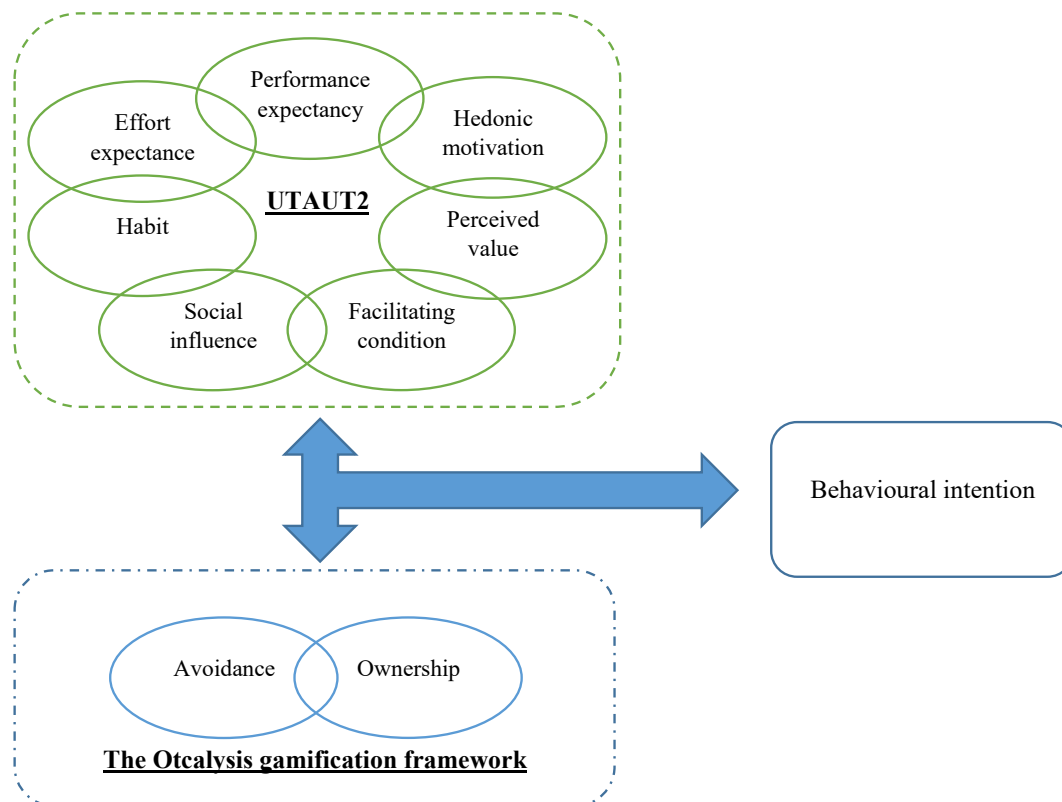 Performance
expectancy
Effort
expectance
Hedonic
motivation
UTAUT2
Habit
Perceived
value
Social
influence
Facilitating
condition
Behavioural intention
Avoidance
Ownership
The Otcalysis gamification framework